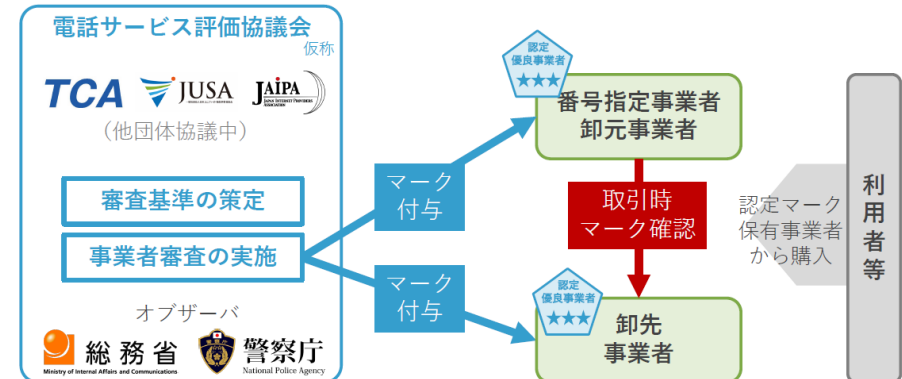 電話サービス評価協議会
仮称
TCA
JUSA
JAIPA
JAPAN INTERNET PROVIDERS
ASSOCIATION
（他団体協議中）
審査基準の策定
事業者審査の実施
オブザーバ
総務省
Ministry of Internal Affairs and Communications
警察庁
National Police Agency
マーク
付与
マーク
付与
認定
優良事業者
★★★
番号指定事業者
卸元事業者
取引時
マーク確認
認定
優良事業者
★★★
卸先
事業者
認定マーク
保有事業者
から購入
利用者等